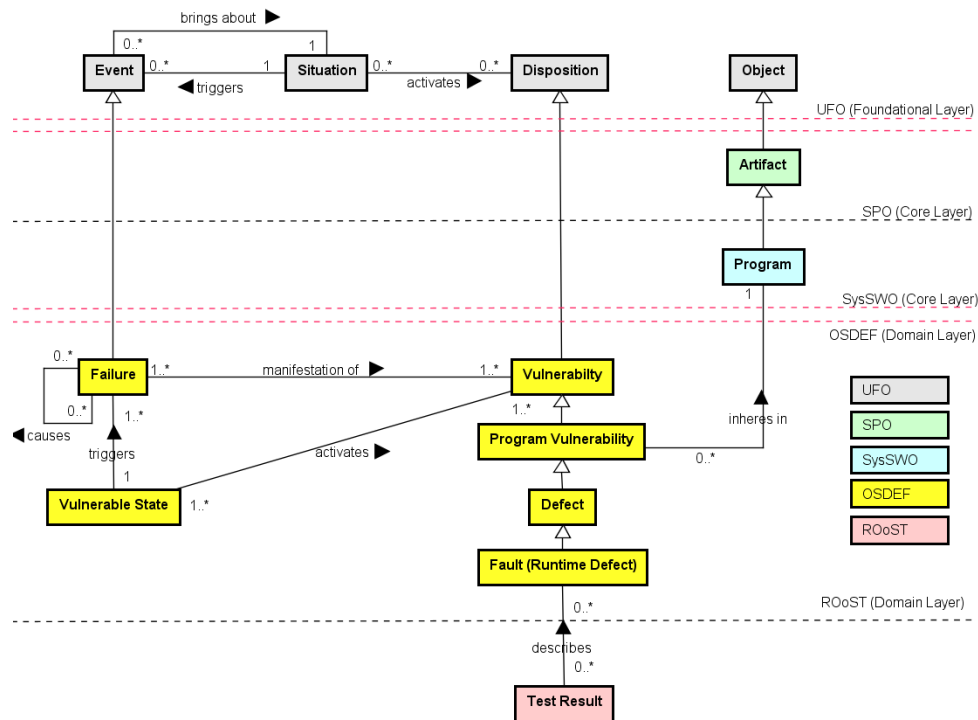 brings about
0..*
1
Event
0..*
1
Situation
0..*
0..*
Disposition
Object
triggers
activates
UFO (Foundational Layer)
Artifact
SPO (Core Layer)
Program
1
SysSWO (Core Layer)
OSDEF (Domain Layer)
0..*
Failure
1..*
manifestation of
1..*
Vulnerabilty
0..*
1..*
1..*
causes
triggers
activates
Program Vulnerability
0..*
inheres in
1
Vulnerable State
1..*
Defect
Fault (Runtime Defect)
UFO
SPO
SysSWO
OSDEF
ROoST
0..*
ROoST (Domain Layer)
describes
0..*
Test Result